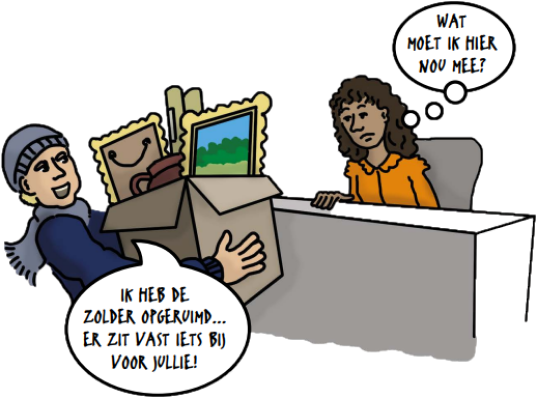 WAT
MOET IK HIER
NOU MEE?
IK HEB DE
ZOLDER OPGERUIMD...
ER ZIT VAST IETS BIJ
VOOR JULLIE!